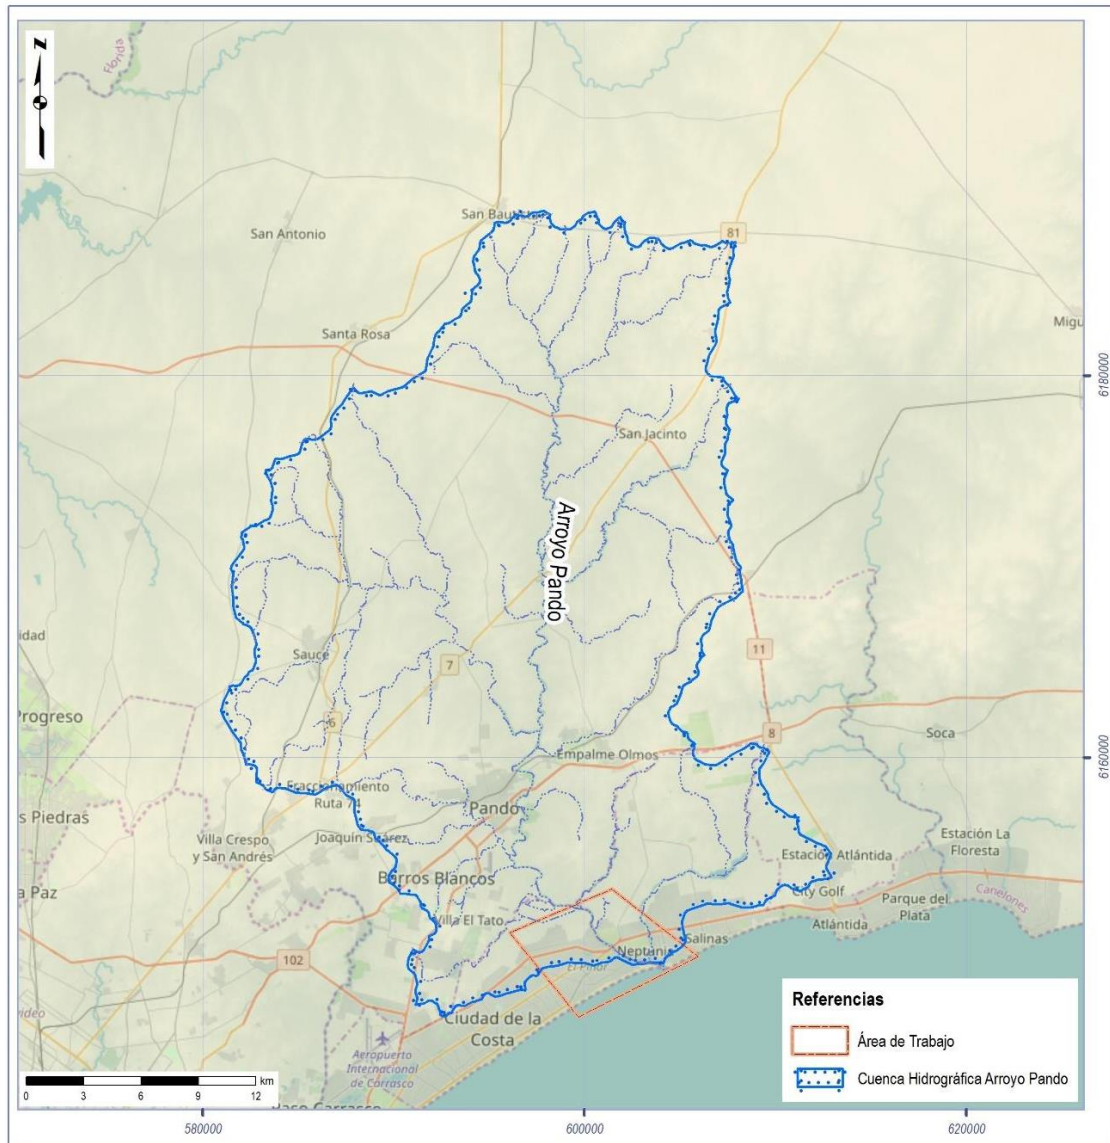 Florida
N
San Bautista
81
San Antonio
Migu
Santa Rosa
6180000
San Jacinto
Arroyo Pando
idad
Sauce
7
11
Progreso
6
8
Soca
Empalme Olmos
6160000
Fraccionamiento
Ruta 74
s Piedras
Pando
Villa Crespo
y San Andrés
Joaquín Suárez
Estación La
Floresta
Estación Atlántida
a Paz
Barros Blancos
City Golf
Canelones
Parque del
Plata
Villa El Tato
Atlántida
Salinas
Neptunia
102
El Pinar
video
Ciudad de la
Costa
Aeropuerto
Internacional
de Carrasco
Paso Carrasco
Referencias
Área de Trabajo
Cuenca Hidrográfica Arroyo Pando
km
0 3 6 9 12
580000 600000 620000